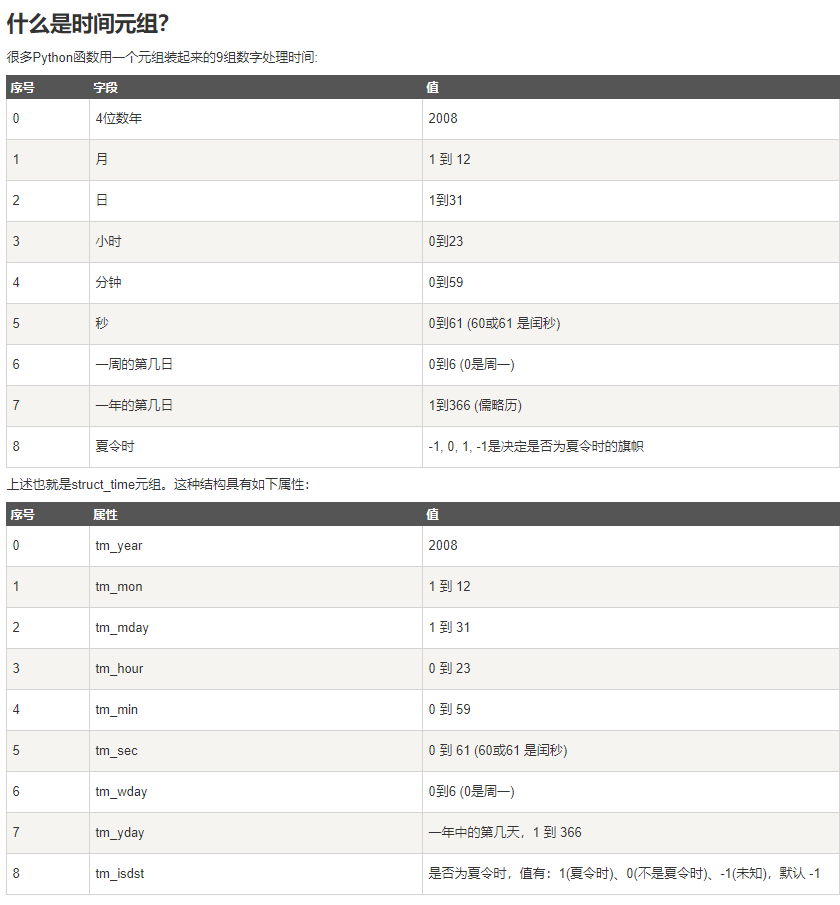 什么是时间元组?
很多Python函数用一个元组装起来的9组数字处理时间:
序号 字段 值
0 4位数年 2008
1 月 1 到 12
2 日 1到31
3 小时 0到23
4 分钟 0到59
5 秒 0到61 (60或61 是闰秒)
6 一周的第几日 0到6 (0是周一)
7 一年的第几日 1到366 (儒略历)
8 夏令时 -1, 0, 1, -1是决定是否为夏令时的旗帜
上述也就是struct_time元组。这种结构具有如下属性：
序号 属性 值
0 tm_year 2008
1 tm_mon 1 到 12
2 tm_mday 1 到 31
3 tm_hour 0 到 23
4 tm_min 0 到 59
5 tm_sec 0 到 61 (60或61 是闰秒)
6 tm_wday 0到6 (0是周一)
7 tm_yday 一年中的第几天，1 到 366
8 tm_isdst 是否为夏令时，值有：1(夏令时)、0(不是夏令时)、-1(未知)，默认 -1